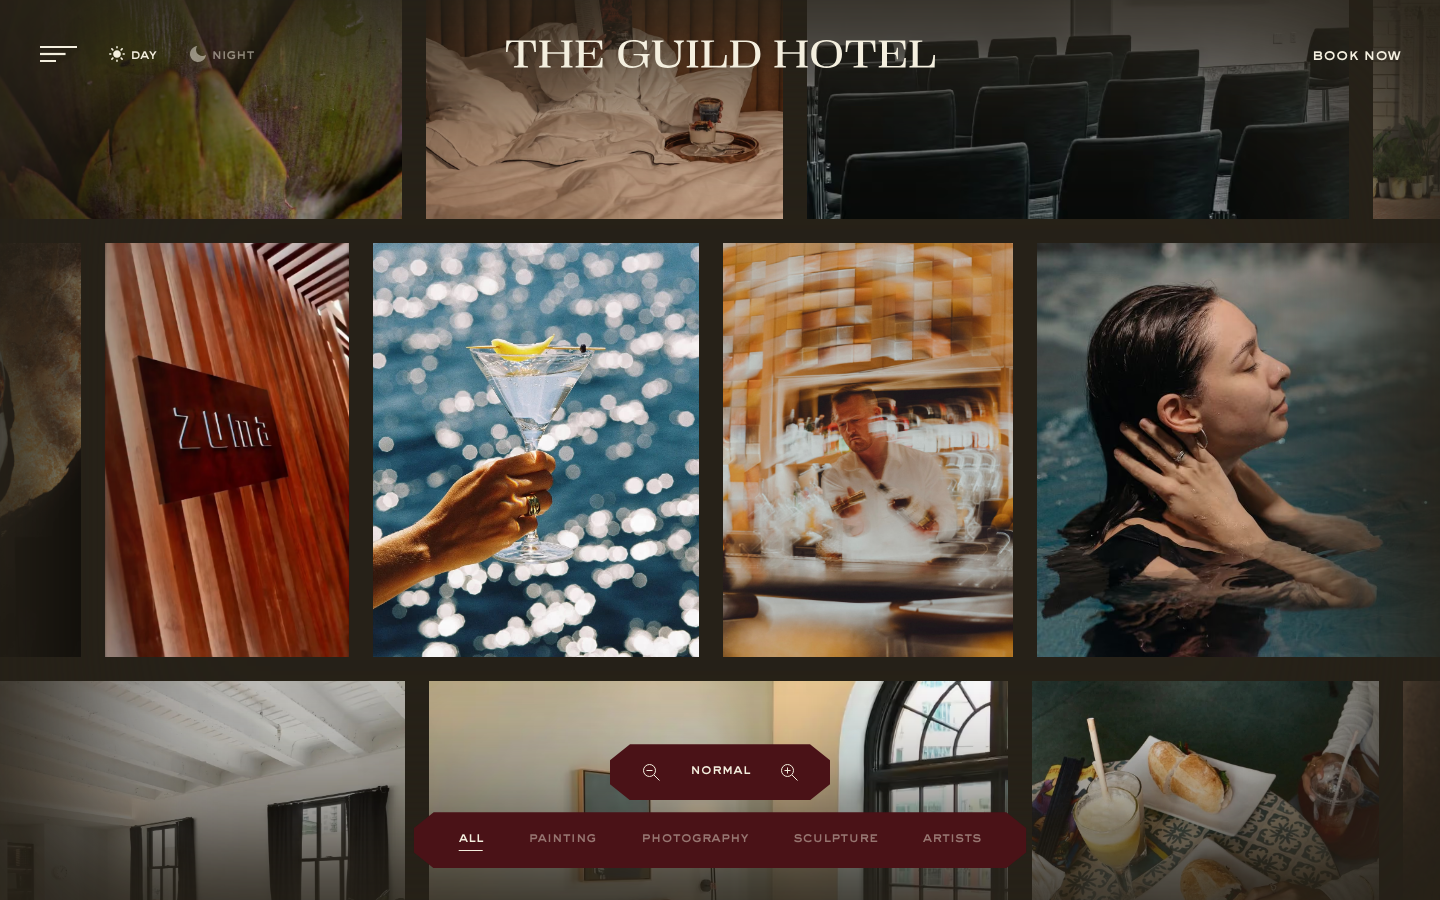 DAY
NIGHT
THE GUILD HOTEL
BOOK NOW
zuma
NORMAL
ALL
PAINTING
PHOTOGRAPHY
SCULPTURE
ARTISTS